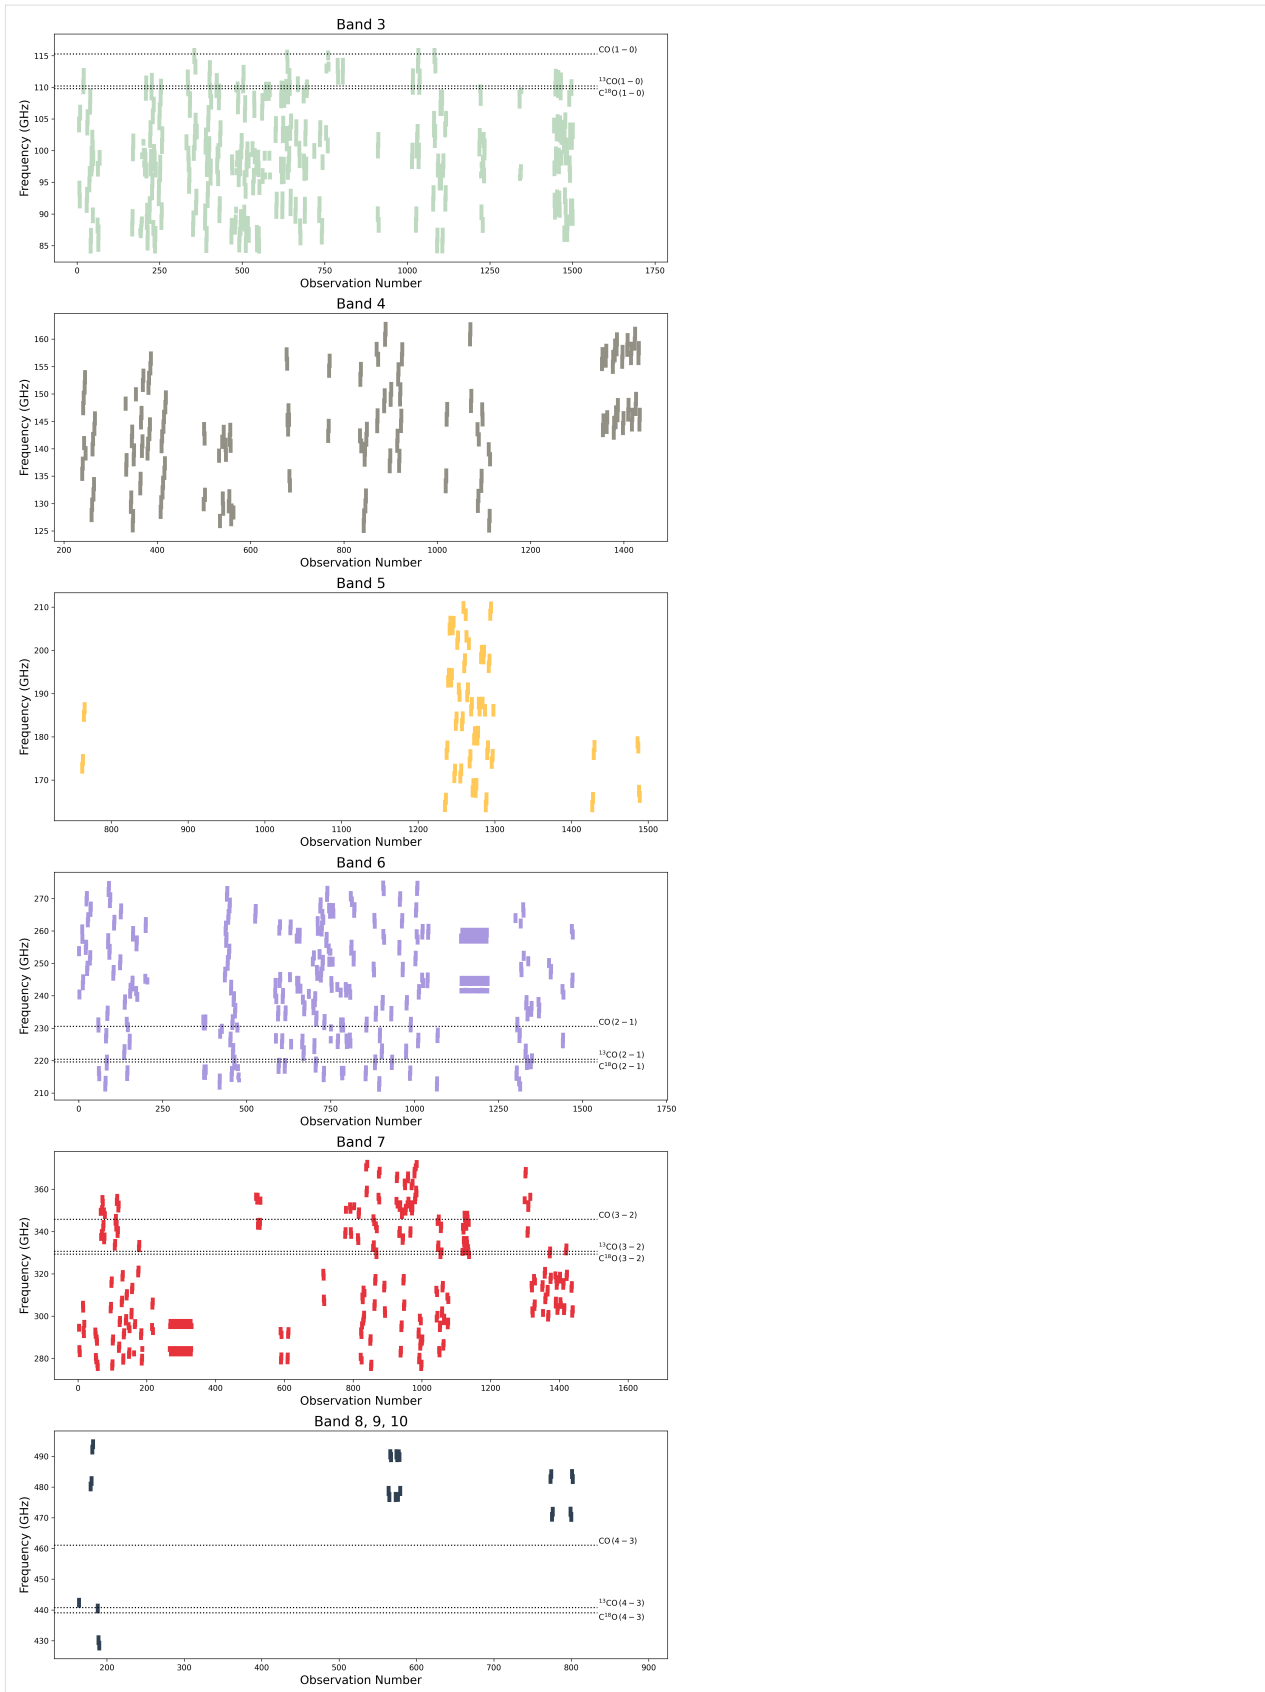 Band 3
115
110
105
100
95
90
85
Frequency (GHz)
CO (1 − 0)
¹³CO(1 − 0)
C¹⁸O(1 − 0)
0 250 500 750 1000 1250 1500 1750
Observation Number
Band 4
160
155
150
145
140
135
130
125
Frequency (GHz)
200 400 600 800 1000 1200 1400
Observation Number
Band 5
210
200
190
180
170
Frequency (GHz)
800 900 1000 1100 1200 1300 1400 1500
Observation Number
Band 6
270
260
250
240
230
220
210
Frequency (GHz)
CO (2 − 1)
¹³CO(2 − 1)
C¹⁸O(2 − 1)
0 250 500 750 1000 1250 1500 1750
Observation Number
Band 7
360
340
320
300
280
Frequency (GHz)
CO (3 − 2)
¹³CO(3 − 2)
C¹⁸O(3 − 2)
0 200 400 600 800 1000 1200 1400 1600
Observation Number
Band 8, 9, 10
490
480
470
460
450
440
430
Frequency (GHz)
CO (4 − 3)
¹³CO(4 − 3)
C¹⁸O(4 − 3)
200 300 400 500 600 700 800 900
Observation Number